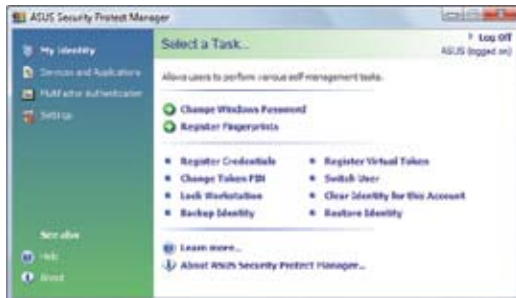 ASUS Security Protect Manager
My Identity
Services and Applications
Multifactor Authentication
Settings
See also
Help
About
Select a Task...
Log Off
ASUS (logged on)
Allows users to perform various self management tasks.
Change Windows Password
Register Fingerprints
Register Credentials
Register Virtual Token
Change Token PIN
Switch User
Lock Workstation
Clear Identity for this Account
Backup Identity
Restore Identity
Learn more...
About ASUS Security Protect Manager...